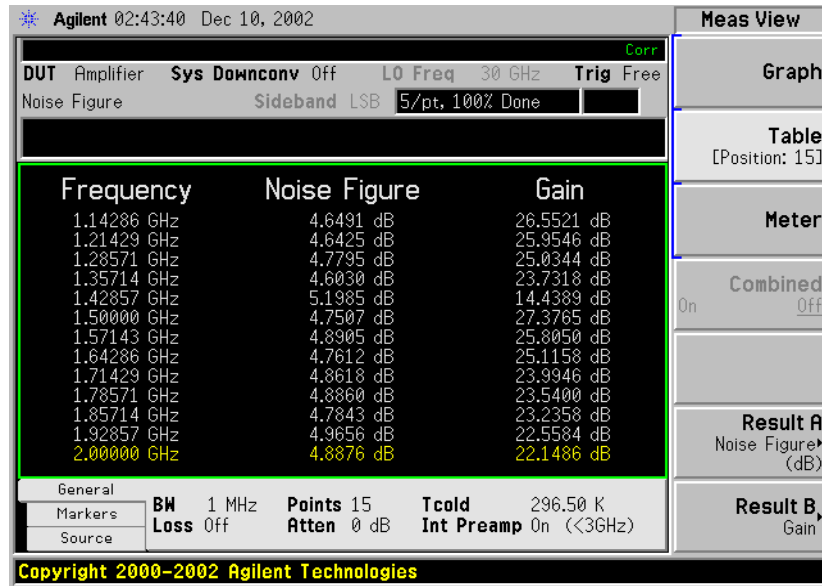 Agilent 02:43:40 Dec 10, 2002
Meas View
Corr
DUT Amplifier Sys Downconv Off LO Freq 30 GHz Trig Free
Noise Figure Sideband LSB 5/pt, 100% Done
Frequency Noise Figure Gain
1.14286 GHz 4.6491 dB 26.5521 dB
1.21429 GHz 4.6425 dB 25.9546 dB
1.28571 GHz 4.7795 dB 25.0344 dB
1.35714 GHz 4.6030 dB 23.7318 dB
1.42857 GHz 5.1985 dB 14.4389 dB
1.50000 GHz 4.7507 dB 27.3765 dB
1.57143 GHz 4.8905 dB 25.8050 dB
1.64286 GHz 4.7612 dB 25.1158 dB
1.71429 GHz 4.8618 dB 23.9946 dB
1.78571 GHz 4.8860 dB 23.5400 dB
1.85714 GHz 4.7843 dB 23.2358 dB
1.92857 GHz 4.9656 dB 22.5584 dB
2.00000 GHz 4.8876 dB 22.1486 dB
General
Markers
Source
BW 1 MHz Points 15 Tcold 296.50 K
Loss Off Atten 0 dB Int Preamp On (<3GHz)
Copyright 2000-2002 Agilent Technologies
Graph
Table
[Position: 15]
Meter
Combined
On Off
Result A
Noise Figure
(dB)
Result B
Gain